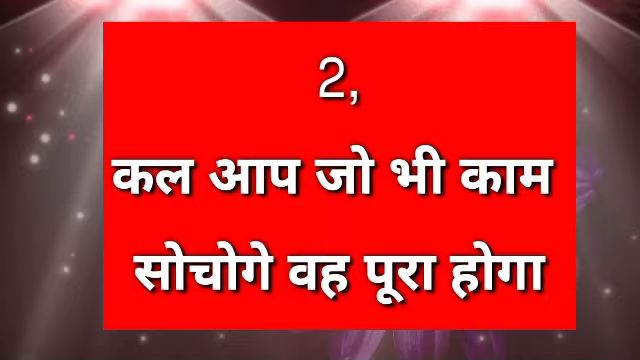 2,
कल आप जो भी काम
सोचोगे वह पूरा होगा